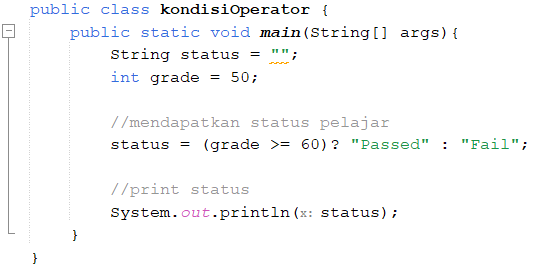 public class kondisiOperator {
public static void main(String[] args){
String status = "";
int grade = 50;
//mendapatkan status pelajar
status = (grade >= 60)? "Passed" : "Fail";
//print status
System.out.println(x: status);
}
}